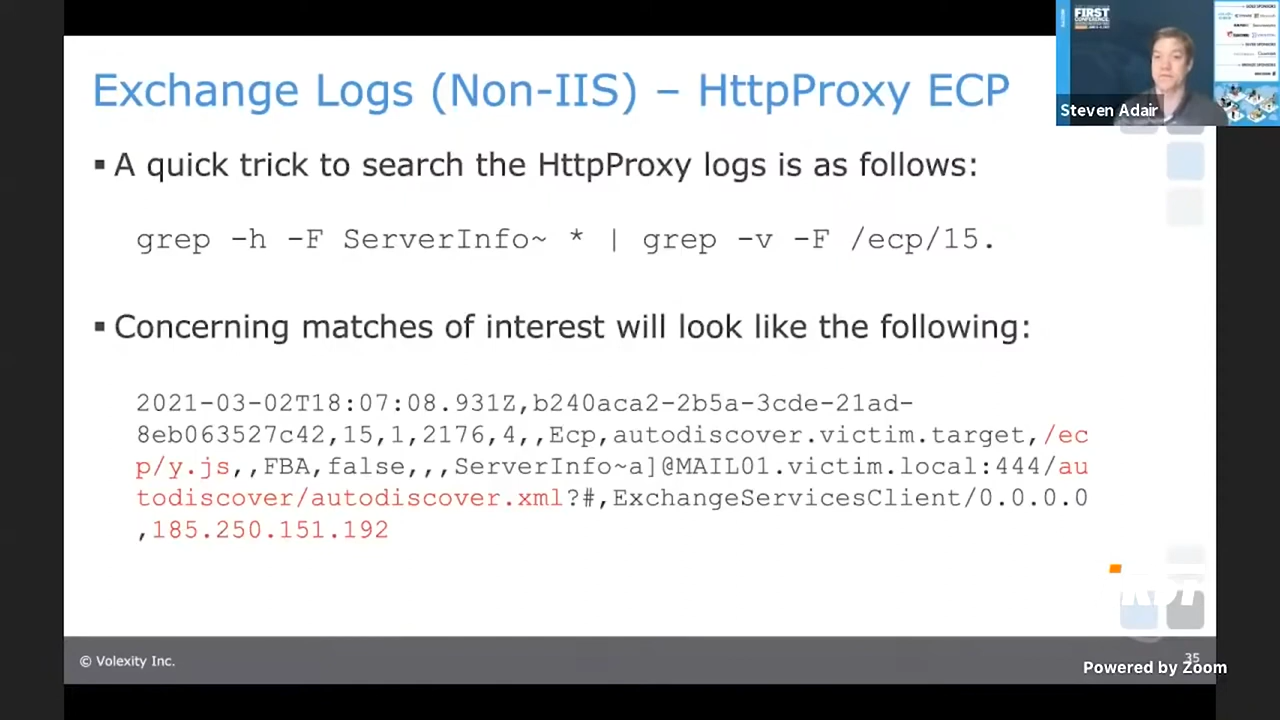 Exchange Logs (Non-IIS) – HttpProxy ECP
FIRST
CONFERENCE
Steven Adair
▪ A quick trick to search the HttpProxy logs is as follows:
grep -h -F ServerInfo~ * | grep -v -F /ecp/15.
▪ Concerning matches of interest will look like the following:
2021-03-02T18:07:08.931Z,b240aca2-2b5a-3cde-21ad-
8eb063527c42,15,1,2176,4,,Ecp,autodiscover.victim.target,/ec
p/y.js,,FBA,false,,,ServerInfo~a]@MAIL01.victim.local:444/au
todiscover/autodiscover.xml?#,ExchangeServicesClient/0.0.0.0
,185.250.151.192
© Volexity Inc.
35
Powered by Zoom